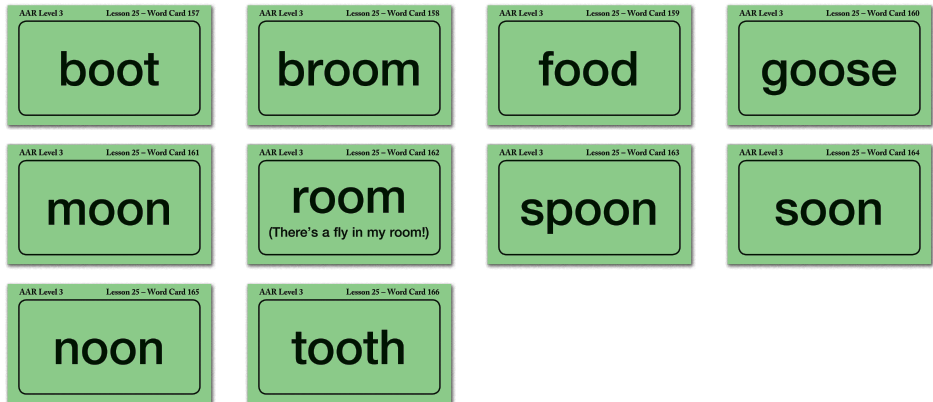 AAR Level 3 Lesson 25 – Word Card 157
boot
AAR Level 3 Lesson 25 – Word Card 158
broom
AAR Level 3 Lesson 25 – Word Card 159
food
AAR Level 3 Lesson 25 – Word Card 160
goose
AAR Level 3 Lesson 25 – Word Card 161
moon
AAR Level 3 Lesson 25 – Word Card 162
room
(There's a fly in my room!)
AAR Level 3 Lesson 25 – Word Card 163
spoon
AAR Level 3 Lesson 25 – Word Card 164
soon
AAR Level 3 Lesson 25 – Word Card 165
noon
AAR Level 3 Lesson 25 – Word Card 166
tooth